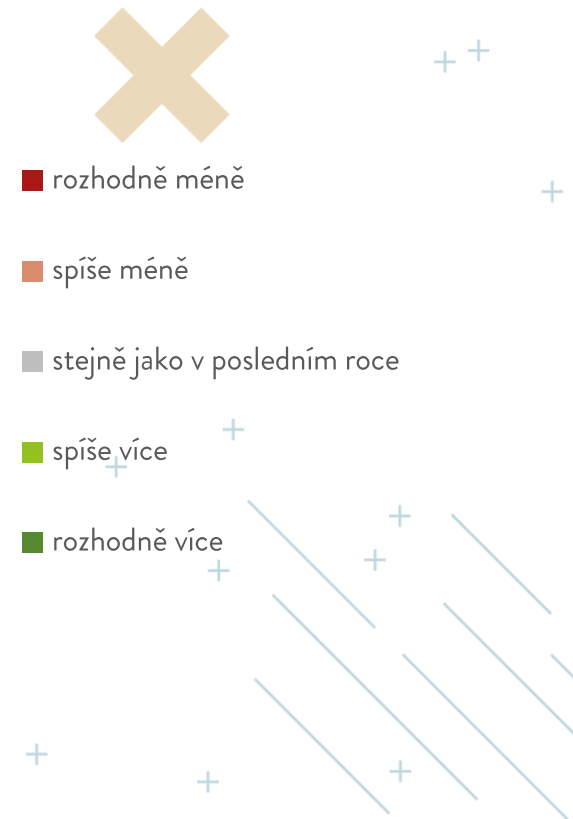 rozhodně méně
spíše méně
stejně jako v posledním roce
spíše více
rozhodně více